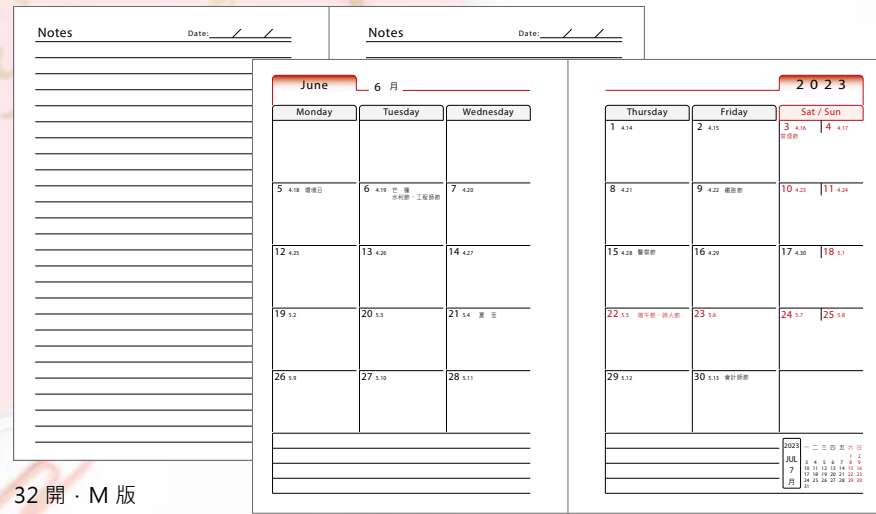 Notes
Date: / /
Notes
Date: / /
June 6 月
2023
Monday Tuesday Wednesday Thursday Friday Sat / Sun
1 4.14 2 4.15 3 4.16 4 4.17
禁煙節
5 4.18 環境日 6 4.19 芒 種 7 4.20 8 4.21 9 4.22 鐵路節 10 4.23 11 4.24
水利節、工程師節
12 4.25 13 4.26 14 4.27 15 4.28 警察節 16 4.29 17 4.30 18 5.1
19 5.2 20 5.3 21 5.4 夏 至 22 5.5 端午節、詩人節 23 5.6 24 5.7 25 5.8
26 5.9 27 5.10 28 5.11 29 5.12 30 5.13 會計師節
2023 一 二 三 四 五 六 日
1 2
JUL 3 4 5 6 7 8 9
7 10 11 12 13 14 15 16
17 18 19 20 21 22 23
月 24 25 26 27 28 29 30
31
32 開 · M 版